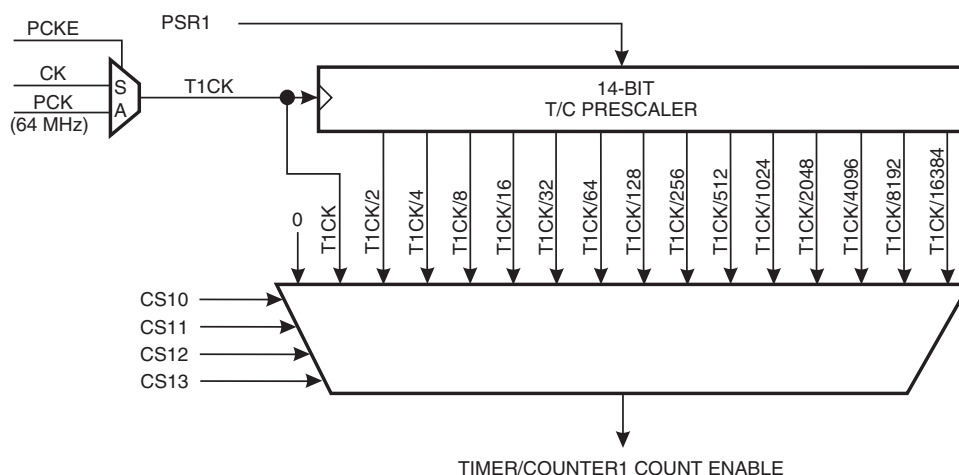 PSR1
PCKE
CK
PCK
(64 MHz)
S
A
T1CK
14-BIT
T/C PRESCALER
0
T1CK
T1CK/2
T1CK/4
T1CK/8
T1CK/16
T1CK/32
T1CK/64
T1CK/128
T1CK/256
T1CK/512
T1CK/1024
T1CK/2048
T1CK/4096
T1CK/8192
T1CK/16384
CS10
CS11
CS12
CS13
TIMER/COUNTER1 COUNT ENABLE